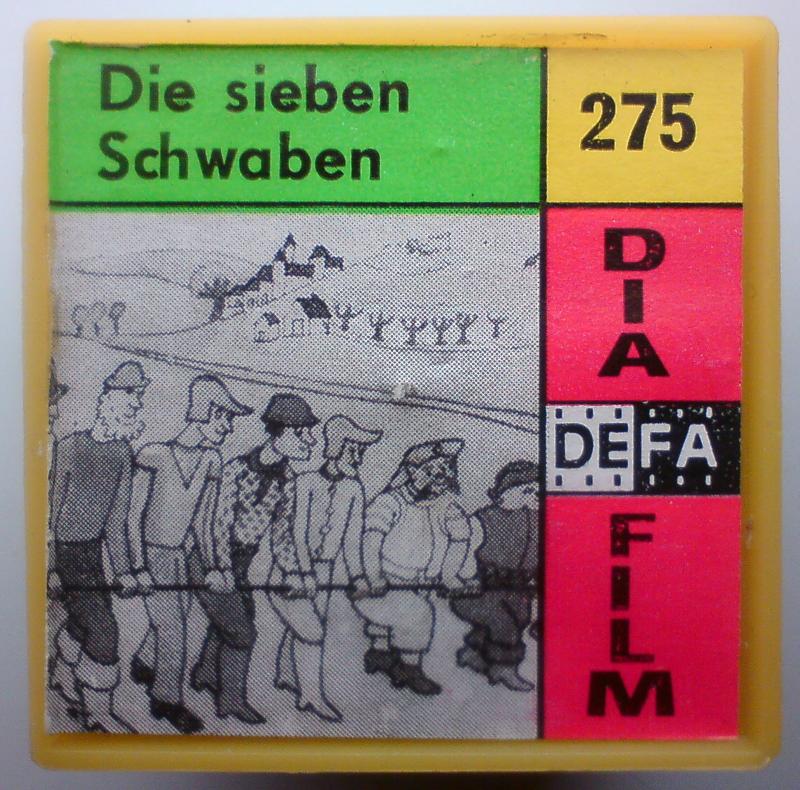 Die sieben
Schwaben
275
DIA
DEFA
FILM